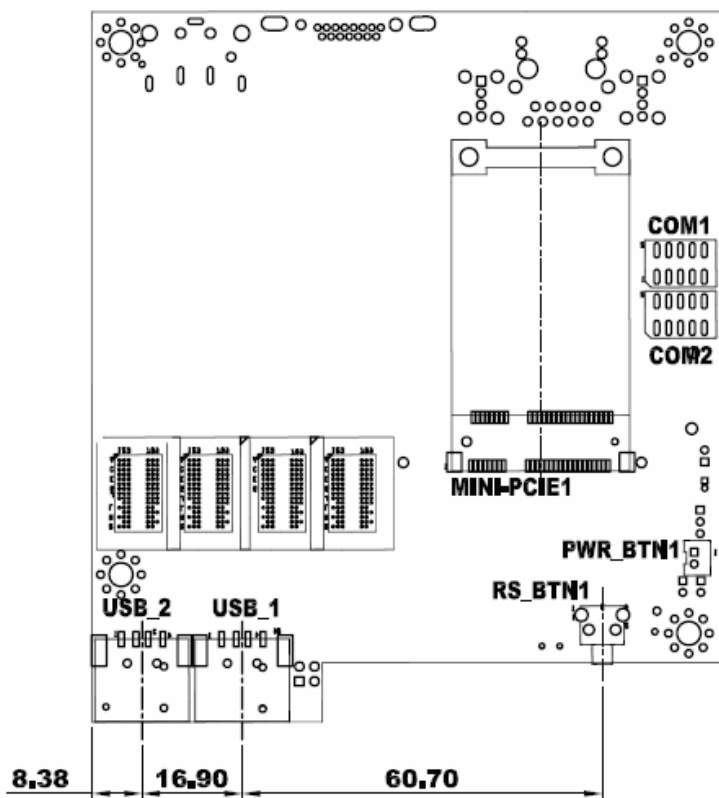 COM1
COM2
MINI-PCIE1
PWR_BTN1
RS_BTN1
USB_2 USB_1
8.38 16.90 60.70